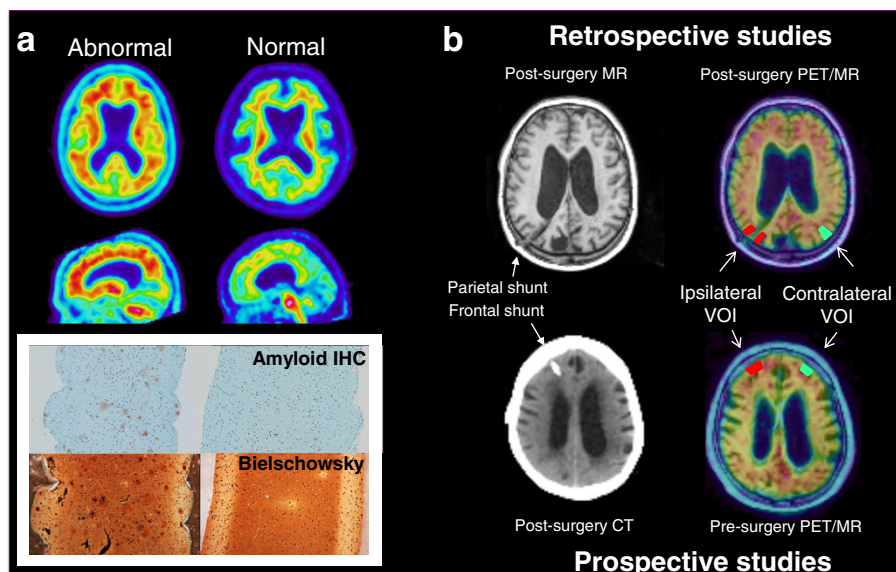 a
Abnormal
Normal
Amyloid IHC
Bielschowsky
b
Retrospective studies
Post-surgery MR
Post-surgery PET/MR
Parietal shunt
Frontal shunt
Ipsilateral
VOI
Contralateral
VOI
Post-surgery CT
Pre-surgery PET/MR
Prospective studies